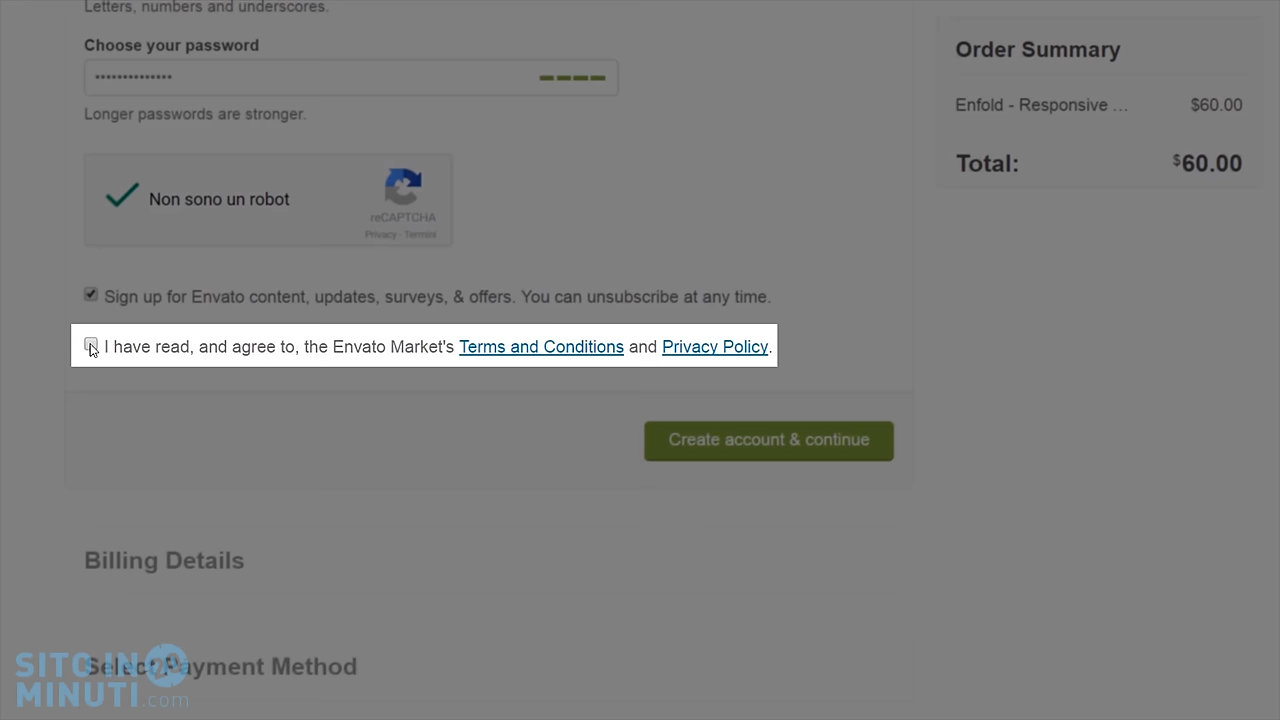 Letters, numbers and underscores.
Choose your password
••••••••••••••
Longer passwords are stronger.
Non sono un robot
reCAPTCHA
Privacy - Termini
Sign up for Envato content, updates, surveys, & offers. You can unsubscribe at any time.
I have read, and agree to, the Envato Market's Terms and Conditions and Privacy Policy.
Create account & continue
Billing Details
Select Payment Method
Order Summary
Enfold - Responsive ... $60.00
Total: $60.00
SITO IN 20
MINUTI.com